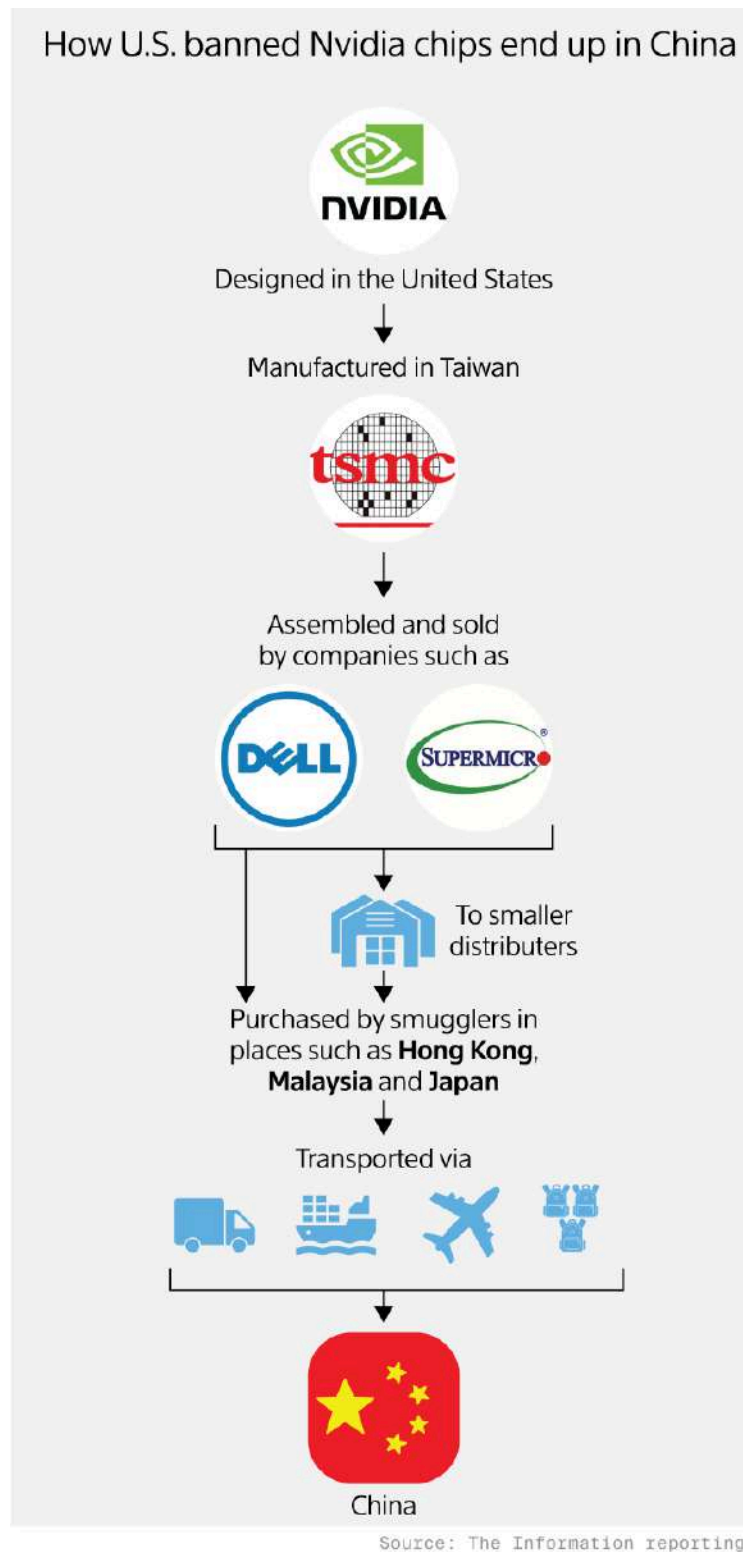 How U.S. banned Nvidia chips end up in China
NVIDIA
Designed in the United States
Manufactured in Taiwan
tsmc
Assembled and sold
by companies such as
DELL
SUPERMICR
®
To smaller
distributers
Purchased by smugglers in
places such as Hong Kong,
Malaysia and Japan
Transported via
China
Source: The Information reporting